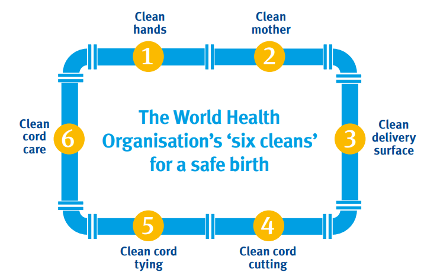 Clean
hands
1
Clean
mother
2
The World Health
Organisation's 'six cleans'
for a safe birth
3
Clean
delivery
surface
4
Clean cord
cutting
5
Clean cord
tying
6
Clean
cord
care